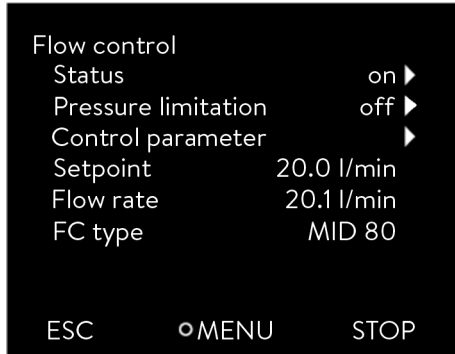 Flow control
Status on
Pressure limitation off
Control parameter
Setpoint 20.0 l/min
Flow rate 20.1 l/min
FC type MID 80
ESC MENU STOP